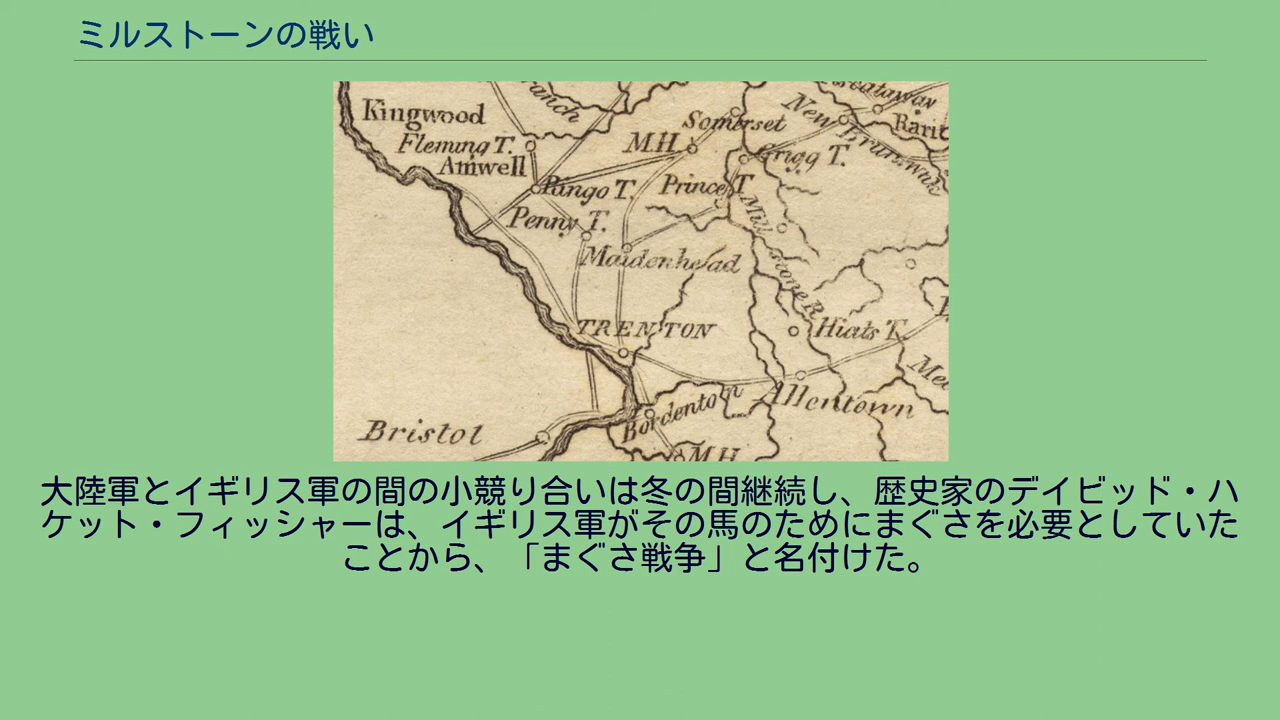 ミルストーンの戦い
Kingwood
Fleming T.
Amwell
Ringo T.
Penny T.
M.H.
Somerset
Prince T.
Grigg T.
New Brunswick
Maidenhead
Mill stone R.
TRENTON
Hiats T.
Allentown
Bordentown
Bristol
M.H.
大陸軍とイギリス軍の間の小競り合いは冬の間継続し、歴史家のデイビッド・ハ
ケット・フィッシャーは、イギリス軍がその馬のためにまぐさを必要としていた
ことから、「まぐさ戦争」と名付けた。